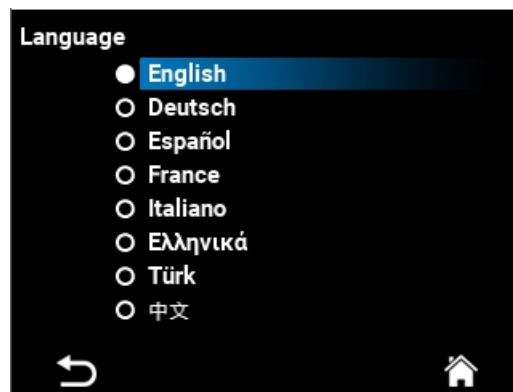 Language
English
Deutsch
Español
France
Italiano
Ελληνικά
Türk
中文